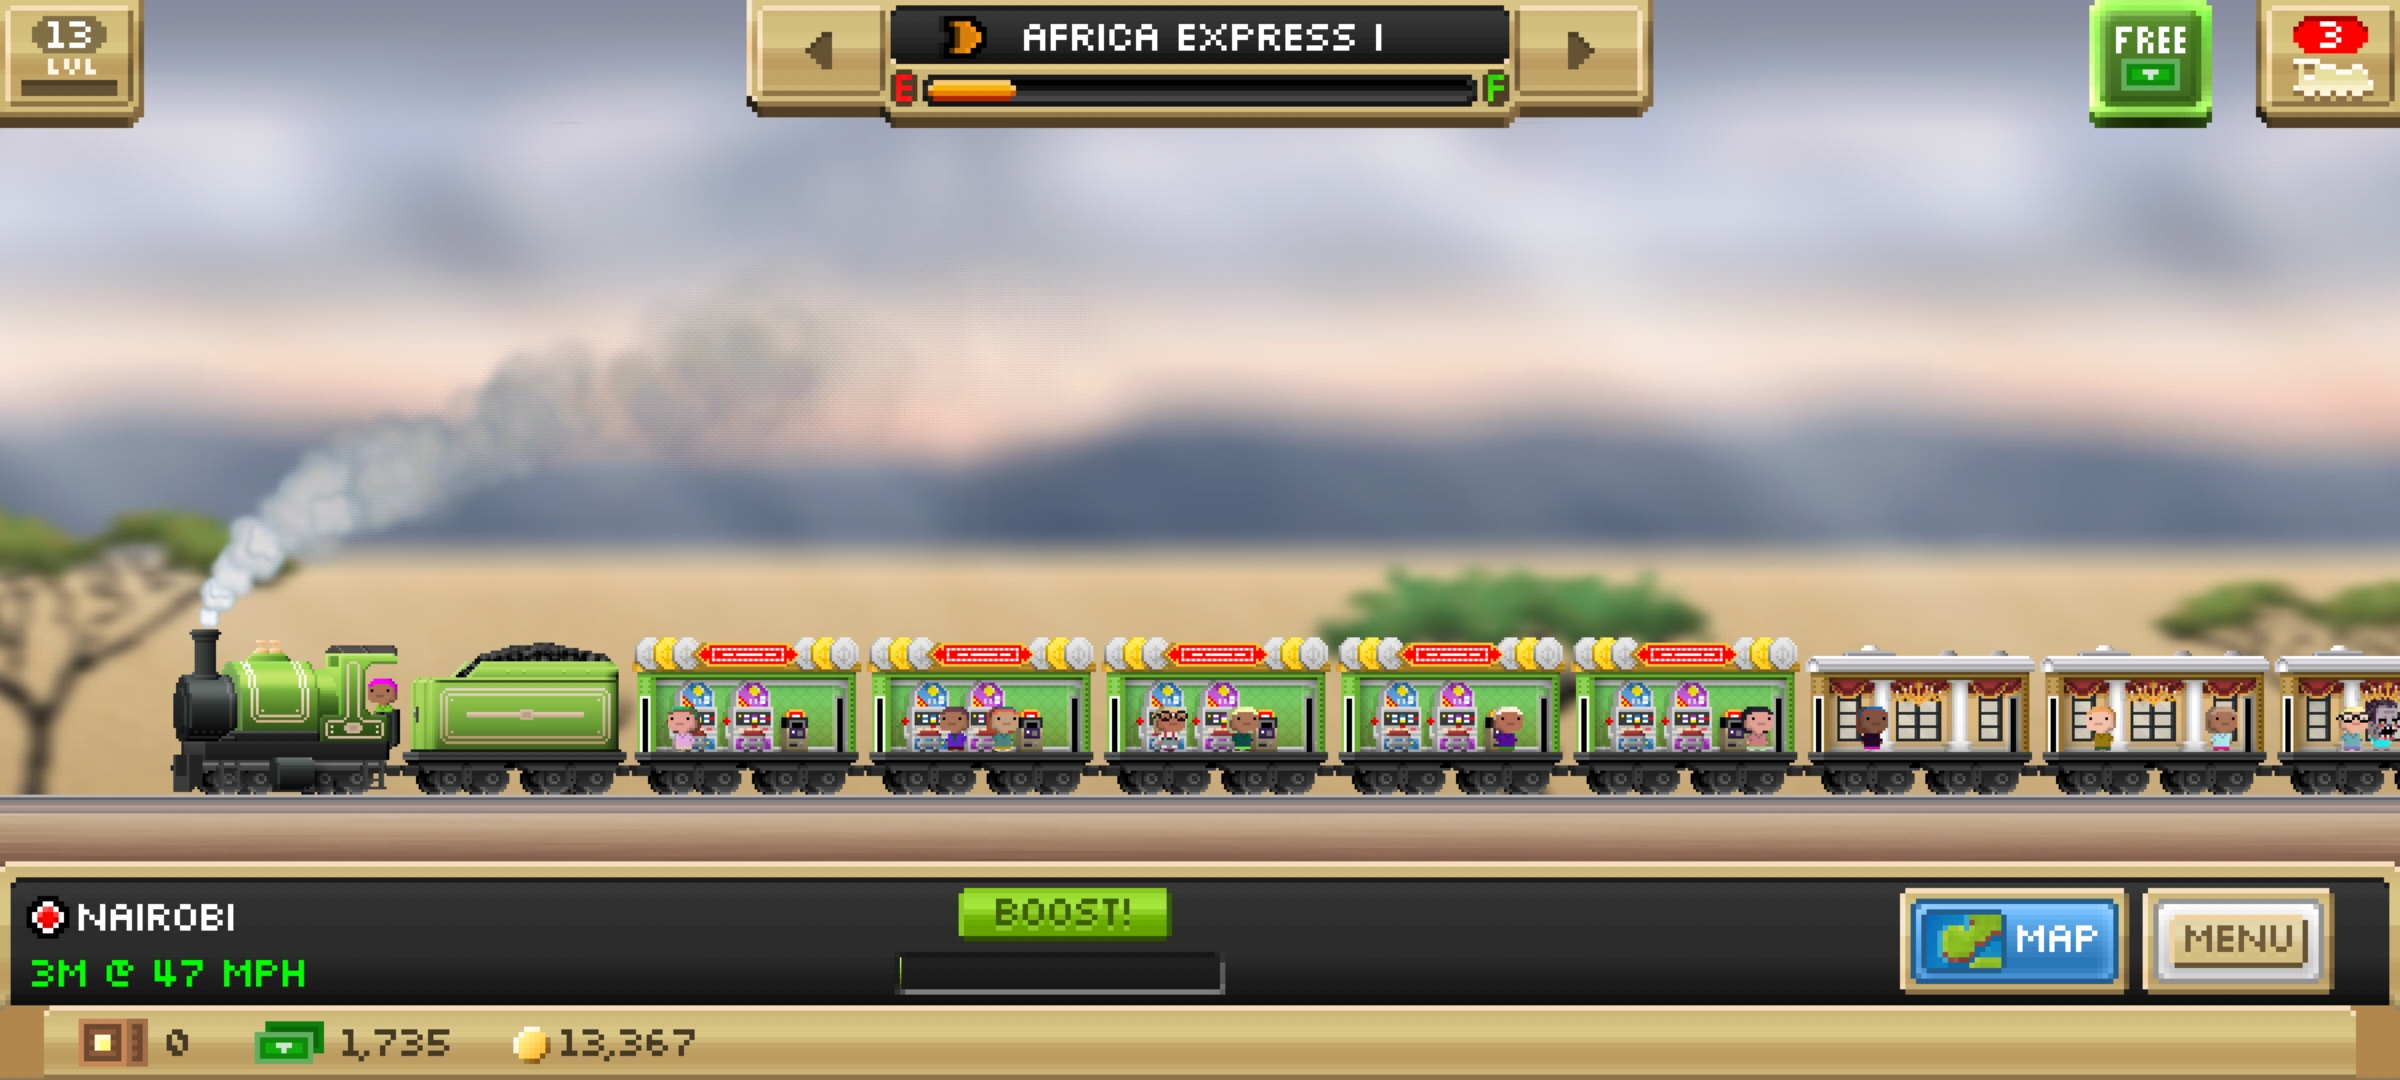 13
LVL
AFRICA EXPRESS I
E F
FREE
3
NAIROBI
3M @ 47 MPH
BOOST!
MAP
MENU
0 1,735 13,367